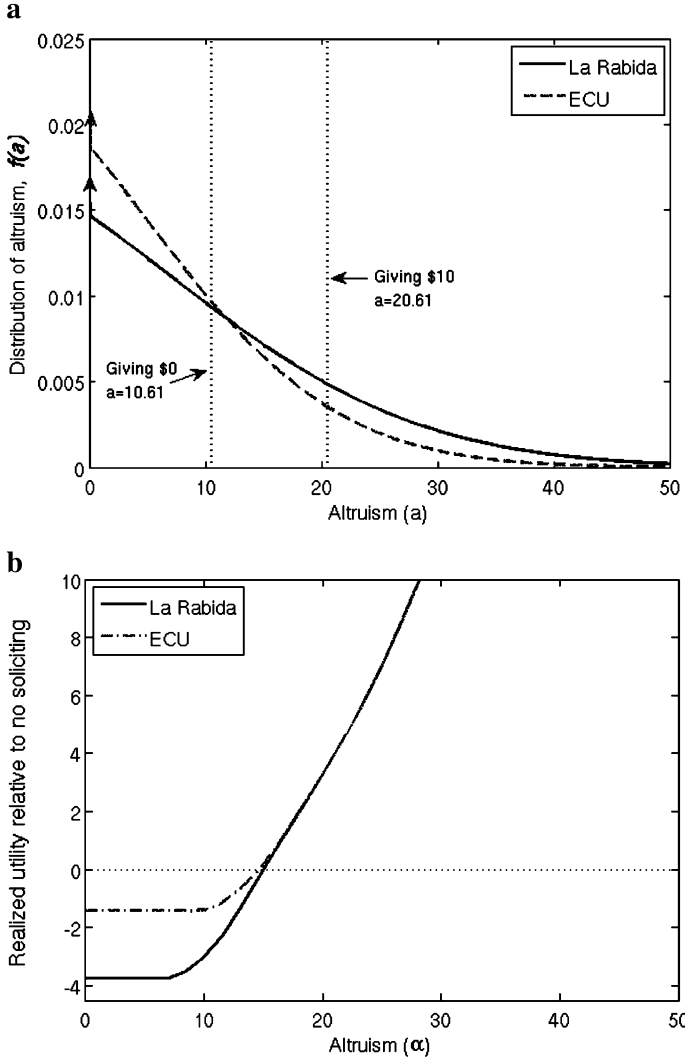 a
0.025
0.02
0.015
0.01
0.005
0
Distribution of altruism, f(a)
La Rabida
ECU
Giving $10
a=20.61
Giving $0
a=10.61
0 10 20 30 40 50
Altruism (a)
b
10
8
6
4
2
0
-2
-4
Realized utility relative to no soliciting
La Rabida
ECU
0 10 20 30 40 50
Altruism (α)